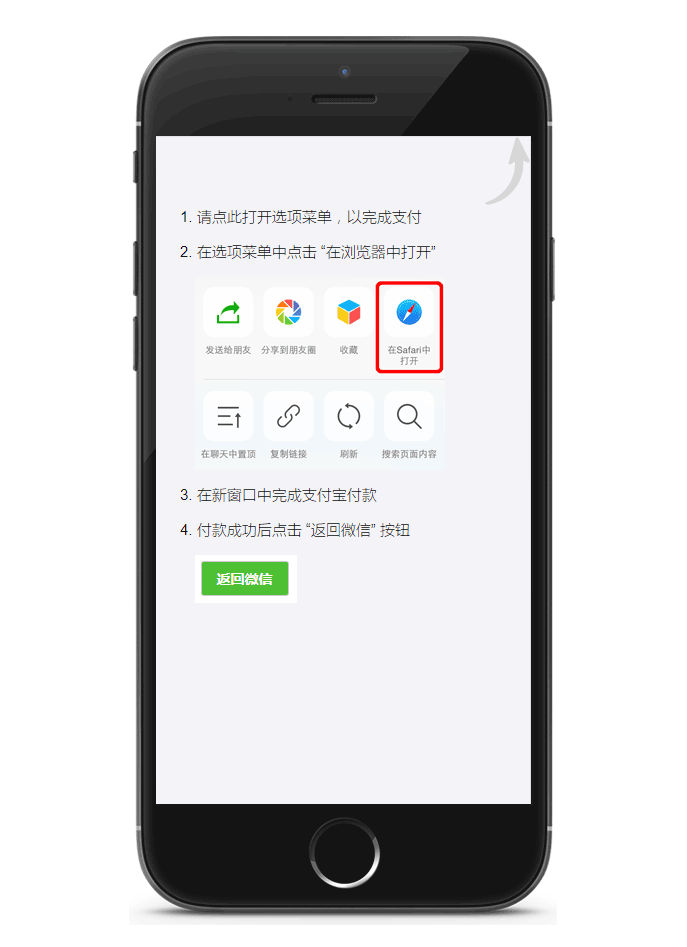 1. 请点此打开选项菜单，以完成支付
2. 在选项菜单中点击 “在浏览器中打开”
发送给朋友
分享到朋友圈
收藏
在Safari中
打开
在聊天中置顶
复制链接
刷新
搜索页面内容
3. 在新窗口中完成支付宝付款
4. 付款成功后点击 “返回微信” 按钮
返回微信